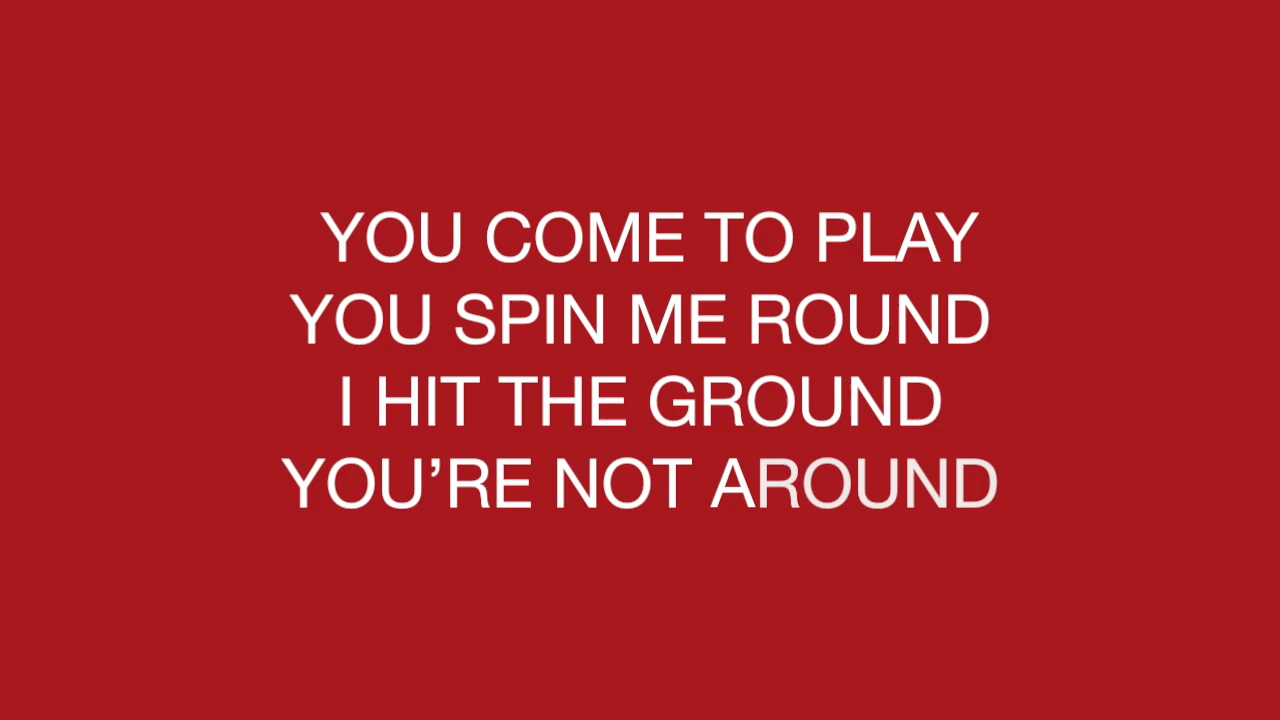 YOU COME TO PLAY
YOU SPIN ME ROUND
I HIT THE GROUND
YOU’RE NOT AROUND